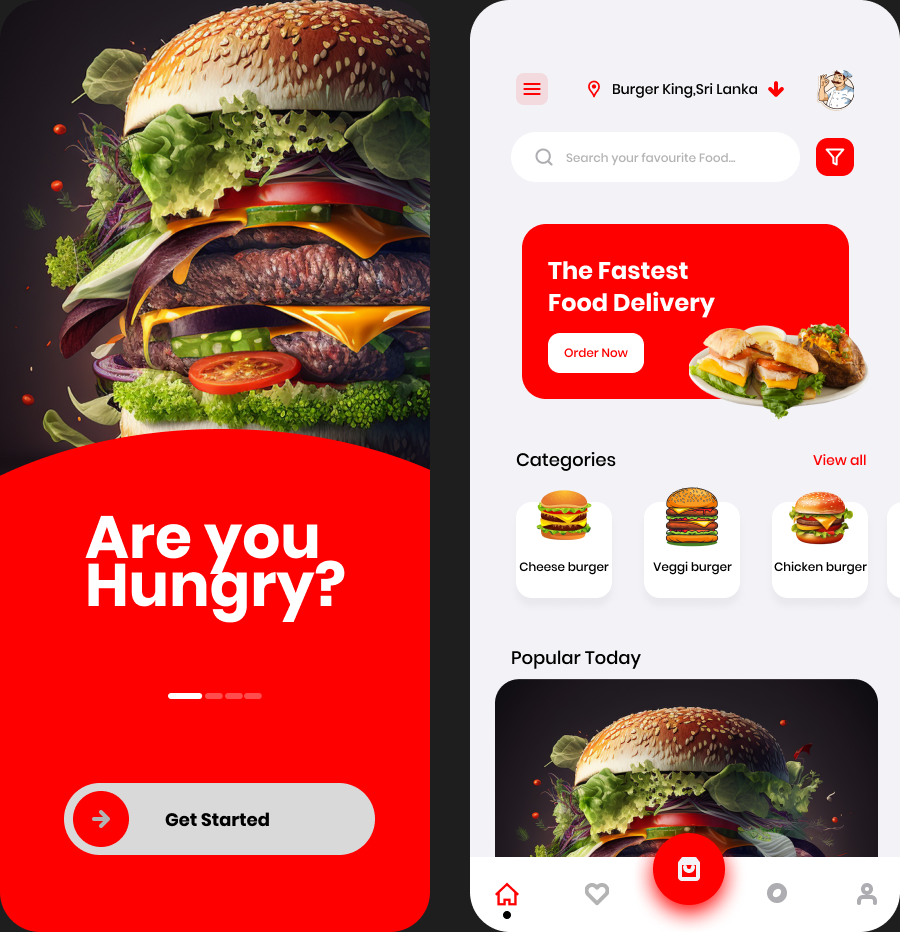 Are you
Hungry?
Get Started
Burger King,Sri Lanka
Search your favourite Food...
The Fastest
Food Delivery
Order Now
Categories
View all
Cheese burger
Veggi burger
Chicken burger
Popular Today